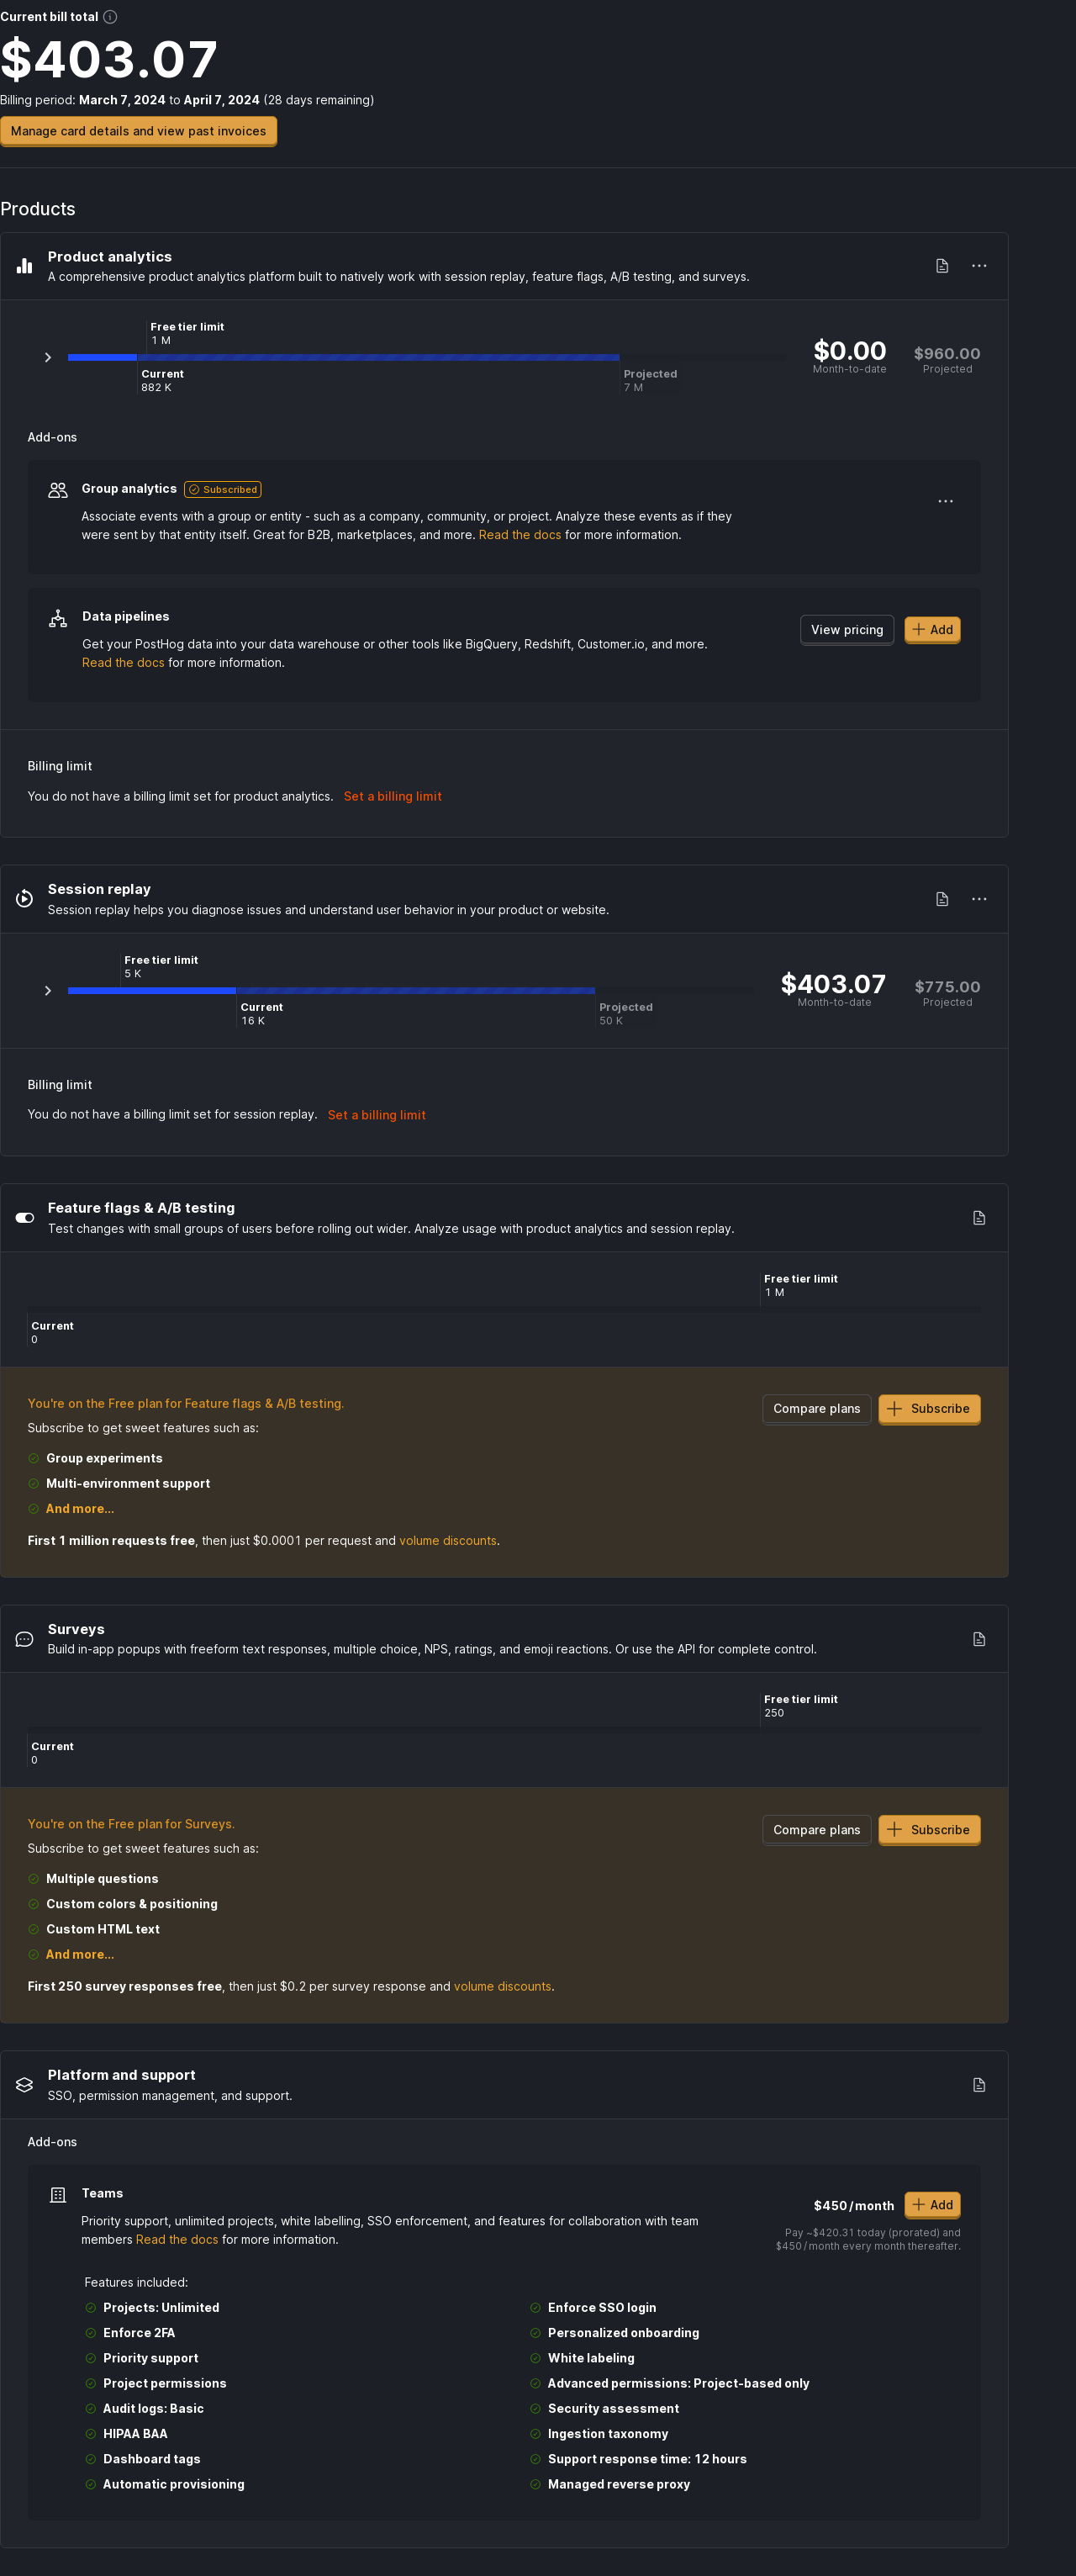 Current bill total
$403.07
Billing period: March 7, 2024 to April 7, 2024 (28 days remaining)
Manage card details and view past invoices
Products
Product analytics
A comprehensive product analytics platform built to natively work with session replay, feature flags, A/B testing, and surveys.
Free tier limit
1 M
Current
882 K
Projected
7 M
$0.00
Month-to-date
$960.00
Projected
Add-ons
Group analytics Subscribed
Associate events with a group or entity - such as a company, community, or project. Analyze these events as if they
were sent by that entity itself. Great for B2B, marketplaces, and more. Read the docs for more information.
Data pipelines
Get your PostHog data into your data warehouse or other tools like BigQuery, Redshift, Customer.io, and more.
Read the docs for more information.
View pricing
Add
Billing limit
You do not have a billing limit set for product analytics. Set a billing limit
Session replay
Session replay helps you diagnose issues and understand user behavior in your product or website.
Free tier limit
5 K
Current
16 K
Projected
50 K
$403.07
Month-to-date
$775.00
Projected
Billing limit
You do not have a billing limit set for session replay. Set a billing limit
Feature flags & A/B testing
Test changes with small groups of users before rolling out wider. Analyze usage with product analytics and session replay.
Free tier limit
1 M
Current
0
You're on the Free plan for Feature flags & A/B testing.
Compare plans
Subscribe
Subscribe to get sweet features such as:
Group experiments
Multi-environment support
And more...
First 1 million requests free, then just $0.0001 per request and volume discounts.
Surveys
Build in-app popups with freeform text responses, multiple choice, NPS, ratings, and emoji reactions. Or use the API for complete control.
Free tier limit
250
Current
0
You're on the Free plan for Surveys.
Compare plans
Subscribe
Subscribe to get sweet features such as:
Multiple questions
Custom colors & positioning
Custom HTML text
And more...
First 250 survey responses free, then just $0.2 per survey response and volume discounts.
Platform and support
SSO, permission management, and support.
Add-ons
Teams
Priority support, unlimited projects, white labelling, SSO enforcement, and features for collaboration with team
members Read the docs for more information.
$450/month
Add
Pay ~$420.31 today (prorated) and
$450/month every month thereafter.
Features included:
Projects: Unlimited
Enforce 2FA
Priority support
Project permissions
Audit logs: Basic
HIPAA BAA
Dashboard tags
Automatic provisioning
Enforce SSO login
Personalized onboarding
White labeling
Advanced permissions: Project-based only
Security assessment
Ingestion taxonomy
Support response time: 12 hours
Managed reverse proxy